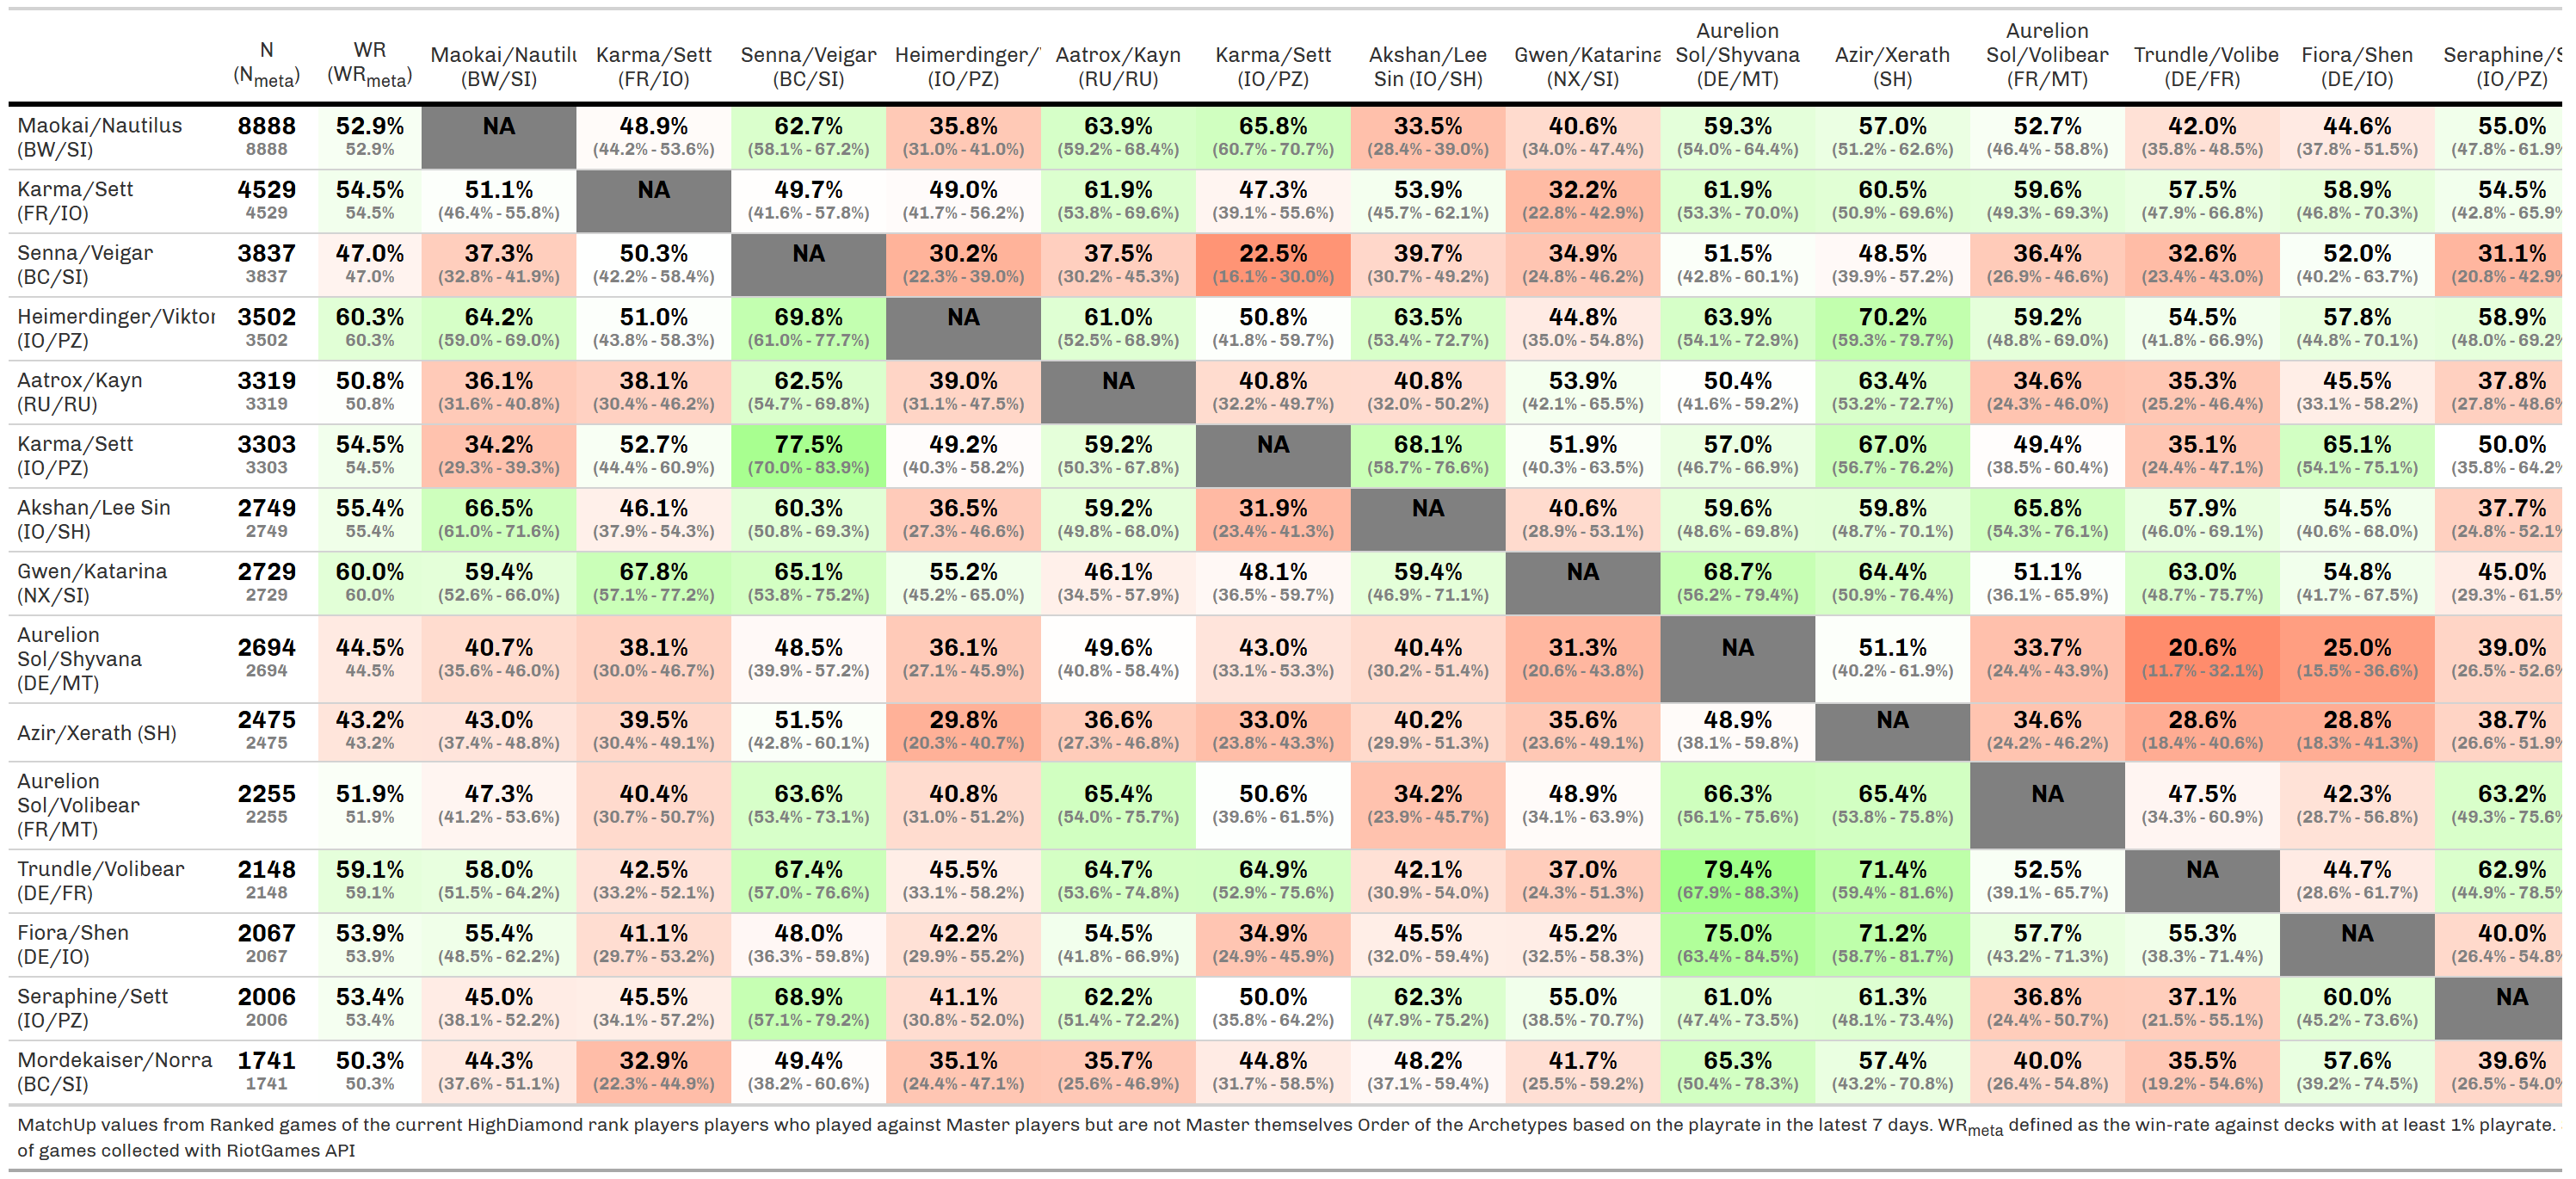 N (Nmeta) WR (WRmeta) Maokai/Nautilu (BW/SI) Karma/Sett (FR/IO) Senna/Veigar (BC/SI) Heimerdinger/ (IO/PZ) Aatrox/Kayn (RU/RU) Karma/Sett (IO/PZ) Akshan/Lee Sin (IO/SH) Gwen/Katarina (NX/SI) Aurelion Sol/Shyvana (DE/MT) Azir/Xerath (SH) Aurelion Sol/Volibear (FR/MT) Trundle/Volibe (DE/FR) Fiora/Shen (DE/IO) Seraphine/S (IO/PZ)
Maokai/Nautilus 8888 52.9% NA 48.9% 62.7% 35.8% 63.9% 65.8% 33.5% 40.6% 59.3% 57.0% 52.7% 42.0% 44.6% 55.0%
(BW/SI) 8888 52.9% (44.2% - 53.6%) (58.1% - 67.2%) (31.0% - 41.0%) (59.2% - 68.4%) (60.7% - 70.7%) (28.4% - 39.0%) (34.0% - 47.4%) (54.0% - 64.4%) (51.2% - 62.6%) (46.4% - 58.8%) (35.8% - 48.5%) (37.8% - 51.5%) (47.8% - 61.9%
Karma/Sett 4529 54.5% 51.1% NA 49.7% 49.0% 61.9% 47.3% 53.9% 32.2% 61.9% 60.5% 59.6% 57.5% 58.9% 54.5%
(FR/IO) 4529 54.5% (46.4% - 55.8%) (41.6% - 57.8%) (41.7% - 56.2%) (53.8% - 69.6%) (39.1% - 55.6%) (45.7% - 62.1%) (22.8% - 42.9%) (53.3% - 70.0%) (50.9% - 69.6%) (49.3% - 69.3%) (47.9% - 66.8%) (46.8% - 70.3%) (42.8% - 65.9%
Senna/Veigar 3837 47.0% 37.3% 50.3% NA 30.2% 37.5% 22.5% 39.7% 34.9% 51.5% 48.5% 36.4% 32.6% 52.0% 31.1%
(BC/SI) 3837 47.0% (32.8% - 41.9%) (42.2% - 58.4%) (22.3% - 39.0%) (30.2% - 45.3%) (16.1% - 30.0%) (30.7% - 49.2%) (24.8% - 46.2%) (42.8% - 60.1%) (39.9% - 57.2%) (26.9% - 46.6%) (23.4% - 43.0%) (40.2% - 63.7%) (20.8% - 42.9%
Heimerdinger/Viktor 3502 60.3% 64.2% 51.0% 69.8% NA 61.0% 50.8% 63.5% 44.8% 63.9% 70.2% 59.2% 54.5% 57.8% 58.9%
(IO/PZ) 3502 60.3% (59.0% - 69.0%) (43.8% - 58.3%) (61.0% - 77.7%) (52.5% - 68.9%) (41.8% - 59.7%) (53.4% - 72.7%) (35.0% - 54.8%) (54.1% - 72.9%) (59.3% - 79.7%) (48.8% - 69.0%) (41.8% - 66.9%) (44.8% - 70.1%) (48.0% - 69.2%
Aatrox/Kayn 3319 50.8% 36.1% 38.1% 62.5% 39.0% NA 40.8% 40.8% 53.9% 50.4% 63.4% 34.6% 35.3% 45.5% 37.8%
(RU/RU) 3319 50.8% (31.6% - 40.8%) (30.4% - 46.2%) (54.7% - 69.8%) (31.1% - 47.5%) (32.2% - 49.7%) (32.0% - 50.2%) (42.1% - 65.5%) (41.6% - 59.2%) (53.2% - 72.7%) (24.3% - 46.0%) (25.2% - 46.4%) (33.1% - 58.2%) (27.8% - 48.6%
Karma/Sett 3303 54.5% 34.2% 52.7% 77.5% 49.2% 59.2% NA 68.1% 51.9% 57.0% 67.0% 49.4% 35.1% 65.1% 50.0%
(IO/PZ) 3303 54.5% (29.3% - 39.3%) (44.4% - 60.9%) (70.0% - 83.9%) (40.3% - 58.2%) (50.3% - 67.8%) (58.7% - 76.6%) (40.3% - 63.5%) (46.7% - 66.9%) (56.7% - 76.2%) (38.5% - 60.4%) (24.4% - 47.1%) (54.1% - 75.1%) (35.8% - 64.2%
Akshan/Lee Sin 2749 55.4% 66.5% 46.1% 60.3% 36.5% 59.2% 31.9% NA 40.6% 59.6% 59.8% 65.8% 57.9% 54.5% 37.7%
(IO/SH) 2749 55.4% (61.0% - 71.6%) (37.9% - 54.3%) (50.8% - 69.3%) (27.3% - 46.6%) (49.8% - 68.0%) (23.4% - 41.3%) (28.9% - 53.1%) (48.6% - 69.8%) (48.7% - 70.1%) (54.3% - 76.1%) (46.0% - 69.1%) (40.6% - 68.0%) (24.8% - 52.1%
Gwen/Katarina 2729 60.0% 59.4% 67.8% 65.1% 55.2% 46.1% 48.1% 59.4% NA 68.7% 64.4% 51.1% 63.0% 54.8% 45.0%
(NX/SI) 2729 60.0% (52.6% - 66.0%) (57.1% - 77.2%) (53.8% - 75.2%) (45.2% - 65.0%) (34.5% - 57.9%) (36.5% - 59.7%) (46.9% - 71.1%) (56.2% - 79.4%) (50.9% - 76.4%) (36.1% - 65.9%) (48.7% - 75.7%) (41.7% - 67.5%) (29.3% - 61.5%
Aurelion
Sol/Shyvana 2694 44.5% 40.7% 38.1% 48.5% 36.1% 49.6% 43.0% 40.4% 31.3% NA 51.1% 33.7% 20.6% 25.0% 39.0%
(DE/MT) 2694 44.5% (35.6% - 46.0%) (30.0% - 46.7%) (39.9% - 57.2%) (27.1% - 45.9%) (40.8% - 58.4%) (33.1% - 53.3%) (30.2% - 51.4%) (20.6% - 43.8%) (40.2% - 61.9%) (24.4% - 43.9%) (11.7% - 32.1%) (15.5% - 36.6%) (26.5% - 52.6%
Azir/Xerath (SH) 2475 43.2% 43.0% 39.5% 51.5% 29.8% 36.6% 33.0% 40.2% 35.6% 48.9% NA 34.6% 28.6% 28.8% 38.7%
2475 43.2% (37.4% - 48.8%) (30.4% - 49.1%) (42.8% - 60.1%) (20.3% - 40.7%) (27.3% - 46.8%) (23.8% - 43.3%) (29.9% - 51.3%) (23.6% - 49.1%) (38.1% - 59.8%) (24.2% - 46.2%) (18.4% - 40.6%) (18.3% - 41.3%) (26.6% - 51.9%
Aurelion
Sol/Volibear 2255 51.9% 47.3% 40.4% 63.6% 40.8% 65.4% 50.6% 34.2% 48.9% 66.3% 65.4% NA 47.5% 42.3% 63.2%
(FR/MT) 2255 51.9% (41.2% - 53.6%) (30.7% - 50.7%) (53.4% - 73.1%) (31.0% - 51.2%) (54.0% - 75.7%) (39.6% - 61.5%) (23.9% - 45.7%) (34.1% - 63.9%) (56.1% - 75.6%) (53.8% - 75.8%) (34.3% - 60.9%) (28.7% - 56.8%) (49.3% - 75.6%
Trundle/Volibear 2148 59.1% 58.0% 42.5% 67.4% 45.5% 64.7% 64.9% 42.1% 37.0% 79.4% 71.4% 52.5% NA 44.7% 62.9%
(DE/FR) 2148 59.1% (51.5% - 64.2%) (33.2% - 52.1%) (57.0% - 76.6%) (33.1% - 58.2%) (53.6% - 74.8%) (52.9% - 75.6%) (30.9% - 54.0%) (24.3% - 51.3%) (67.9% - 88.3%) (59.4% - 81.6%) (39.1% - 65.7%) (28.6% - 61.7%) (44.9% - 78.5%
Fiora/Shen 2067 53.9% 55.4% 41.1% 48.0% 42.2% 54.5% 34.9% 45.5% 45.2% 75.0% 71.2% 57.7% 55.3% NA 40.0%
(DE/IO) 2067 53.9% (48.5% - 62.2%) (29.7% - 53.2%) (36.3% - 59.8%) (29.9% - 55.2%) (41.8% - 66.9%) (24.9% - 45.9%) (32.0% - 59.4%) (32.5% - 58.3%) (63.4% - 84.5%) (58.7% - 81.7%) (43.2% - 71.3%) (38.3% - 71.4%) (26.4% - 54.8%
Seraphine/Sett 2006 53.4% 45.0% 45.5% 68.9% 41.1% 62.2% 50.0% 62.3% 55.0% 61.0% 61.3% 36.8% 37.1% 60.0% NA
(IO/PZ) 2006 53.4% (38.1% - 52.2%) (34.1% - 57.2%) (57.1% - 79.2%) (30.8% - 52.0%) (51.4% - 72.2%) (35.8% - 64.2%) (47.9% - 75.2%) (38.5% - 70.7%) (47.4% - 73.5%) (48.1% - 73.4%) (24.4% - 50.7%) (21.5% - 55.1%) (45.2% - 73.6%)
Mordekaiser/Norra 1741 50.3% 44.3% 32.9% 49.4% 35.1% 35.7% 44.8% 48.2% 41.7% 65.3% 57.4% 40.0% 35.5% 57.6% 39.6%
(BC/SI) 1741 50.3% (37.6% - 51.1%) (22.3% - 44.9%) (38.2% - 60.6%) (24.4% - 47.1%) (25.6% - 46.9%) (31.7% - 58.5%) (37.1% - 59.4%) (25.5% - 59.2%) (50.4% - 78.3%) (43.2% - 70.8%) (26.4% - 54.8%) (19.2% - 54.6%) (39.2% - 74.5%) (26.5% - 54.0%
MatchUp values from Ranked games of the current HighDiamond rank players players who played against Master players but are not Master themselves Order of the Archetypes based on the playrate in the latest 7 days. WRmeta defined as the win-rate against decks with at least 1% playrate.
of games collected with RiotGames API